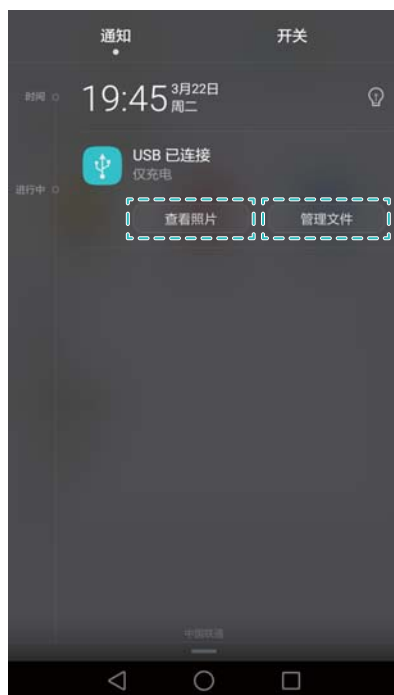 通知 开关
时间 19:45 3月22日
周二
USB 已连接
仅充电
进行中
查看照片 管理文件
中国联通